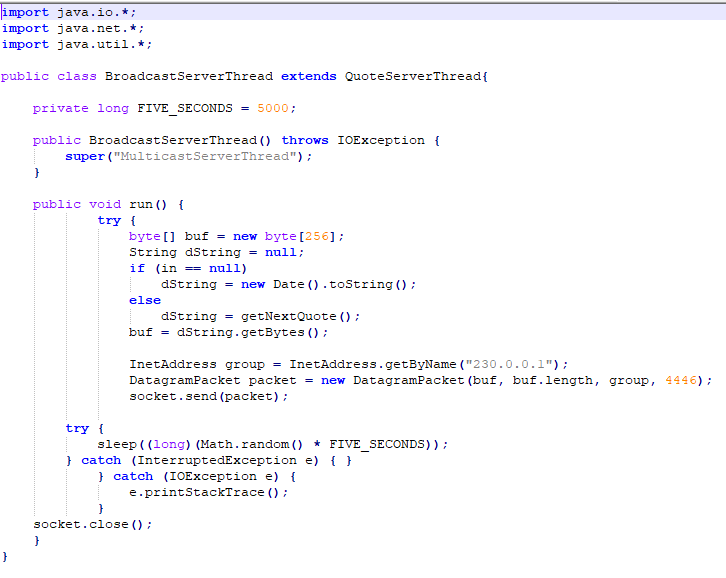 import java.io.*;
import java.net.*;
import java.util.*;
public class BroadcastServerThread extends QuoteServerThread{
private long FIVE_SECONDS = 5000;
public BroadcastServerThread() throws IOException {
super("MulticastServerThread");
}
public void run() {
try {
byte[] buf = new byte[256];
String dString = null;
if (in == null)
dString = new Date().toString();
else
dString = getNextQuote();
buf = dString.getBytes();
InetAddress group = InetAddress.getByName("230.0.0.1");
DatagramPacket packet = new DatagramPacket(buf, buf.length, group, 4446);
socket.send(packet);
try {
sleep((long)(Math.random() * FIVE_SECONDS));
} catch (InterruptedException e) { }
} catch (IOException e) {
e.printStackTrace();
}
socket.close();
}
}